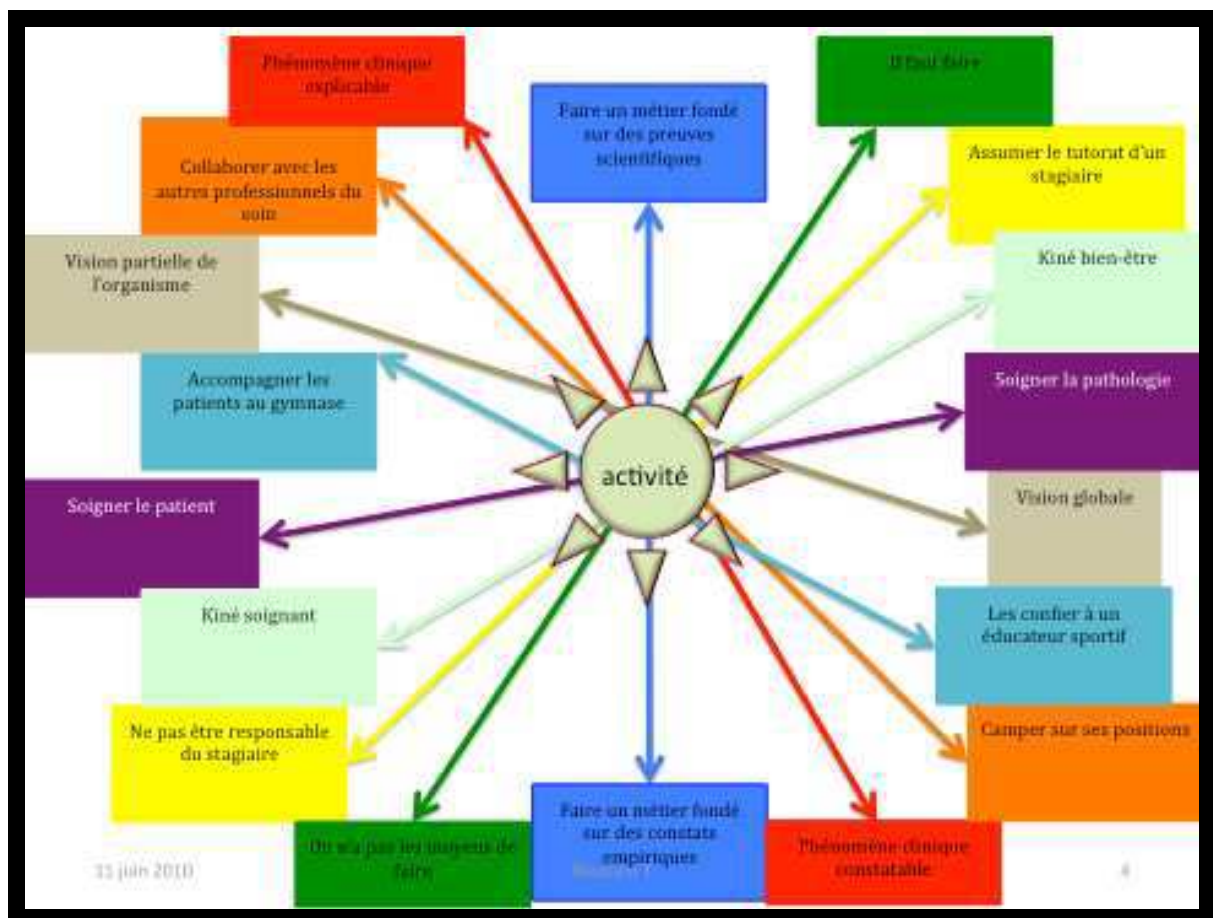 Phénomène clinique
explicable
Il faut faire
Faire un métier fondé
sur des preuves
scientifiques
Collaborer avec les
autres professionnels du
soin
Assumer le tutorat d'un
stagiaire
Vision partielle de
l'organisme
Kiné bien-être
Accompagner les
patients au gymnase
Soigner la pathologie
activité
Soigner le patient
Vision globale
Kiné soignant
Les confier à un
éducateur sportif
Ne pas être responsable
du stagiaire
Camper sur ses positions
On n'a pas les moyens de
faire
Faire un métier fondé
sur des constats
empiriques
Phénomène clinique
constatable
juin 2010
4